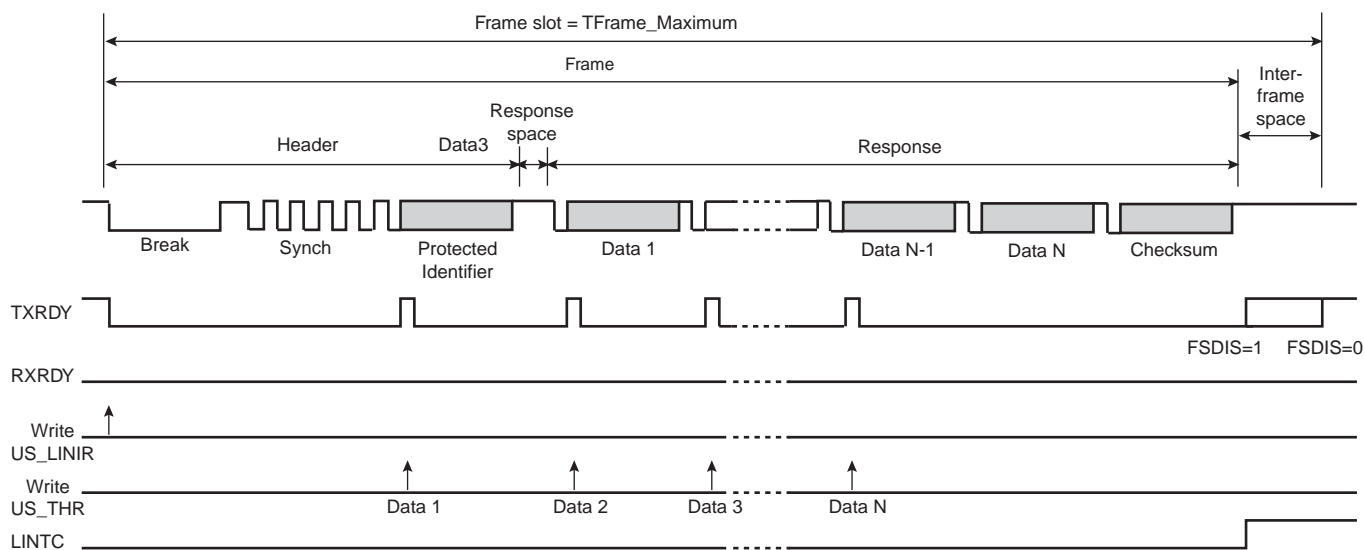 Frame slot = TFrame_Maximum
Frame
Inter-
frame
space
Response
space
Header
Data3
Response
Break
Synch
Protected
Identifier
Data 1
Data N-1
Data N
Checksum
TXRDY
FSDIS=1
FSDIS=0
RXRDY
Write
US_LINIR
Write
US_THR
Data 1
Data 2
Data 3
Data N
LINTC